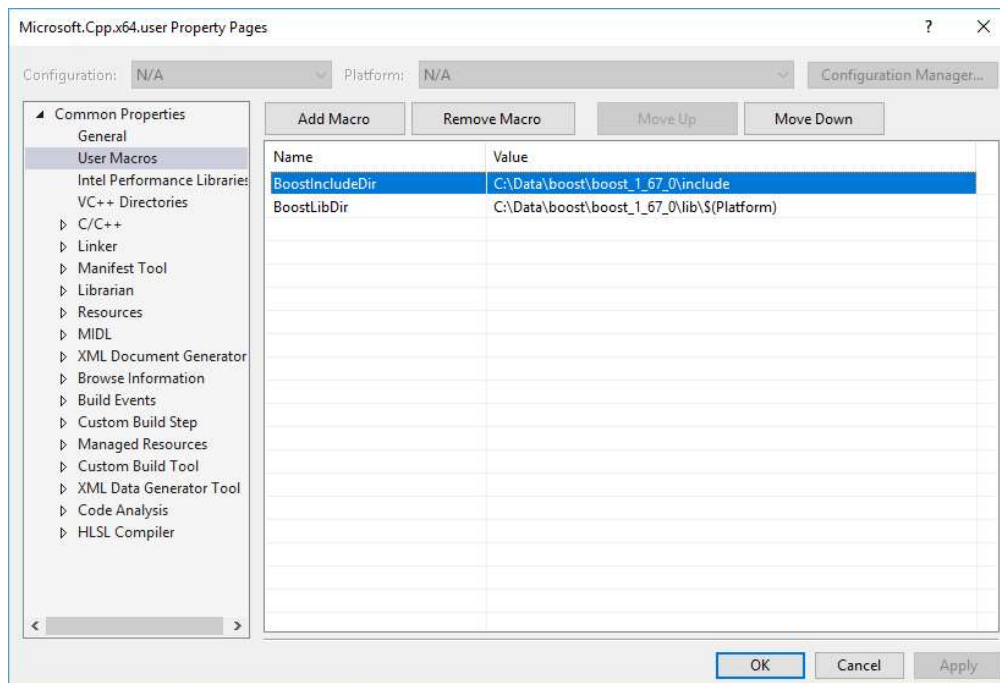 Microsoft.Cpp.x64.user Property Pages
?
Configuration: N/A Platform: N/A Configuration Manager...
Common Properties
General
User Macros
Intel Performance Libraries
VC++ Directories
C/C++
Linker
Manifest Tool
Librarian
Resources
MIDL
XML Document Generator
Browse Information
Build Events
Custom Build Step
Managed Resources
Custom Build Tool
XML Data Generator Tool
Code Analysis
HLSL Compiler
Add Macro Remove Macro Move Up Move Down
Name Value
BoostIncludeDir C:\Data\boost\boost_1_67_0\include
BoostLibDir C:\Data\boost\boost_1_67_0\lib\$(Platform)
OK Cancel Apply